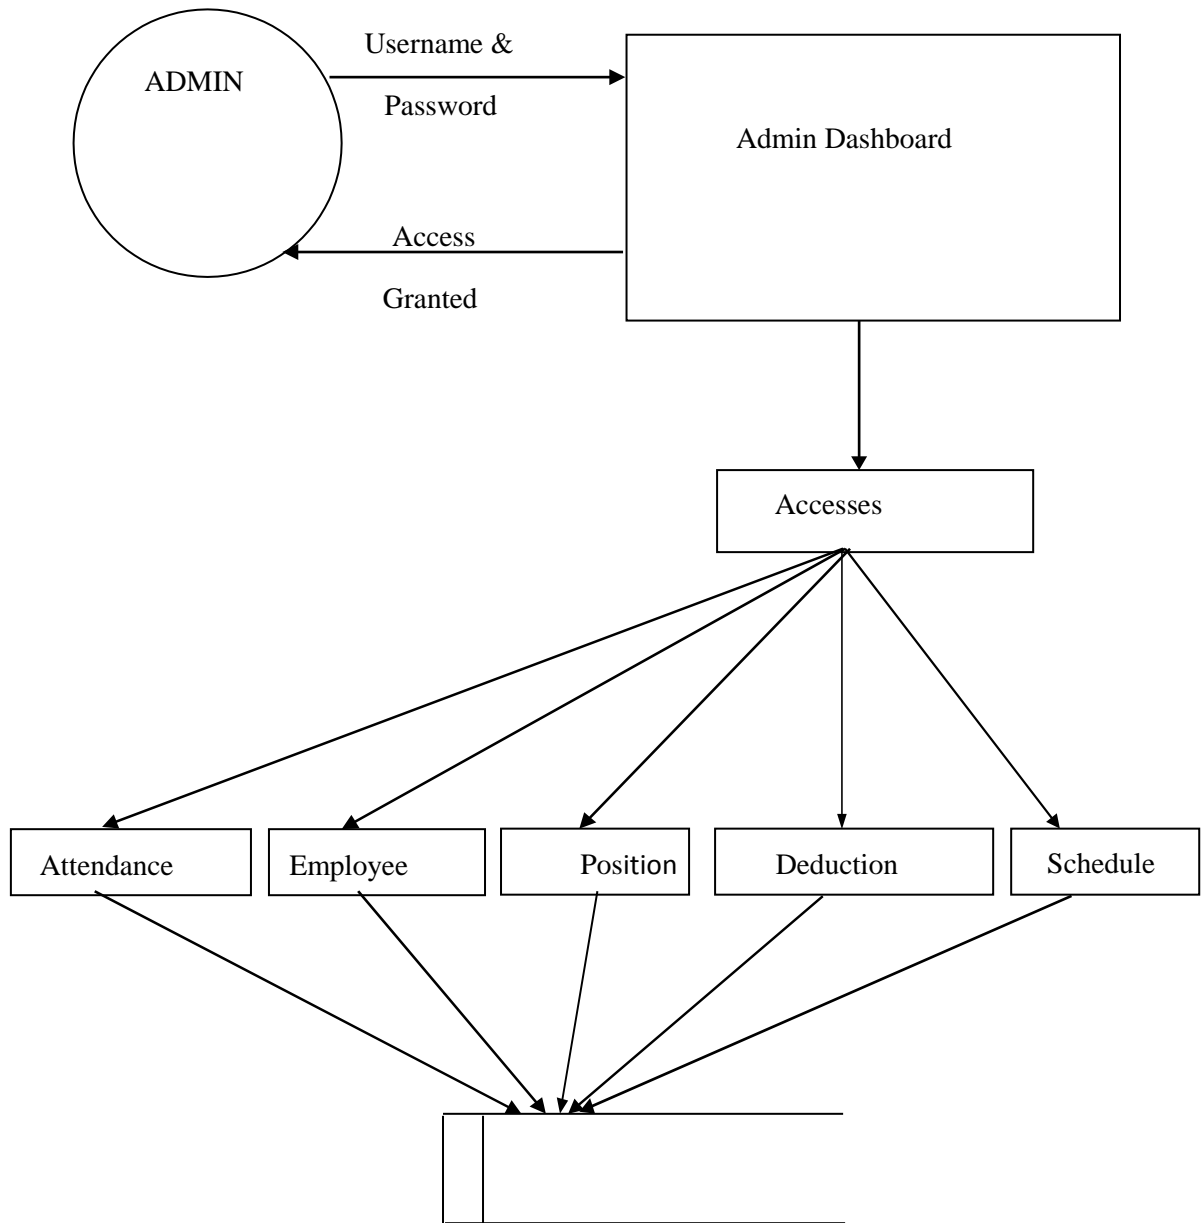 Username &
ADMIN
Password
Admin Dashboard
Access
Granted
Accesses
Attendance
Employee
Position
Deduction
Schedule